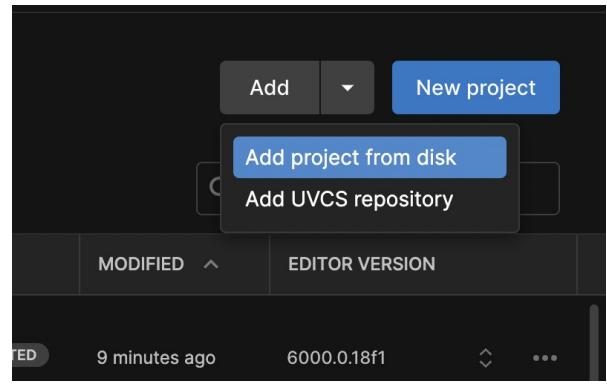 Add
New project
Add project from disk
Add UVCS repository
MODIFIED
EDITOR VERSION
TED
9 minutes ago
6000.0.18f1